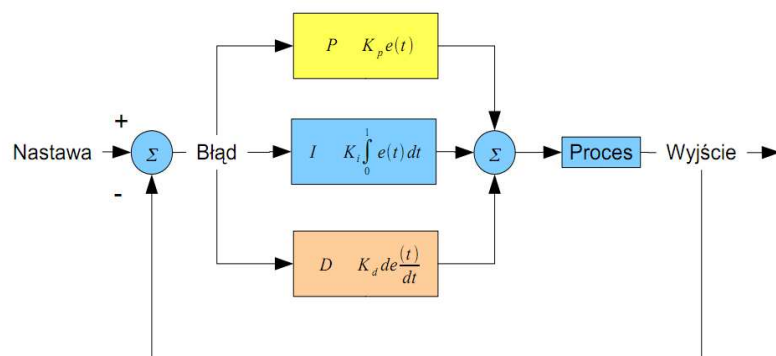 P K_p e(t)
+
Nastawa Σ Błąd I K_i ∫_0^1 e(t) dt Σ Proces Wyjście
-
D K_d de (t)/dt